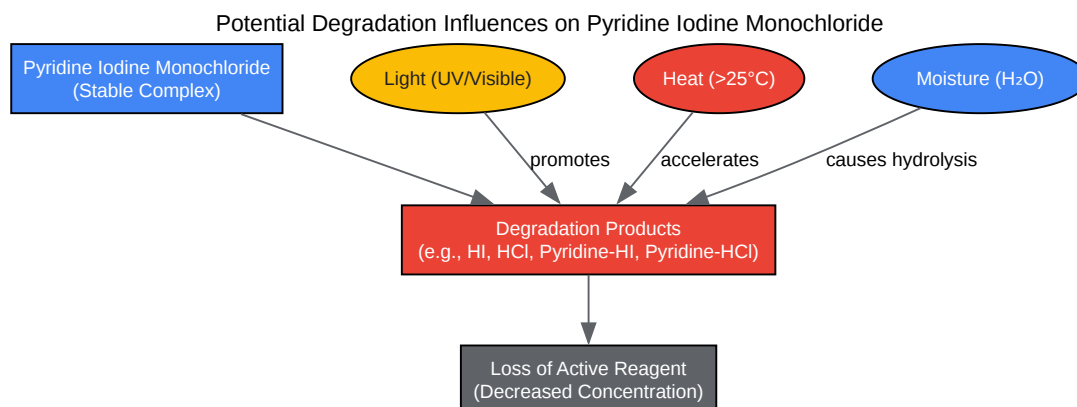 Potential Degradation Influences on Pyridine Iodine Monochloride
Pyridine Iodine Monochloride
(Stable Complex)
Light (UV/Visible)
Heat (>25°C)
Moisture (H₂O)
promotes
accelerates
causes hydrolysis
Degradation Products
(e.g., HI, HCl, Pyridine-HI, Pyridine-HCl)
Loss of Active Reagent
(Decreased Concentration)